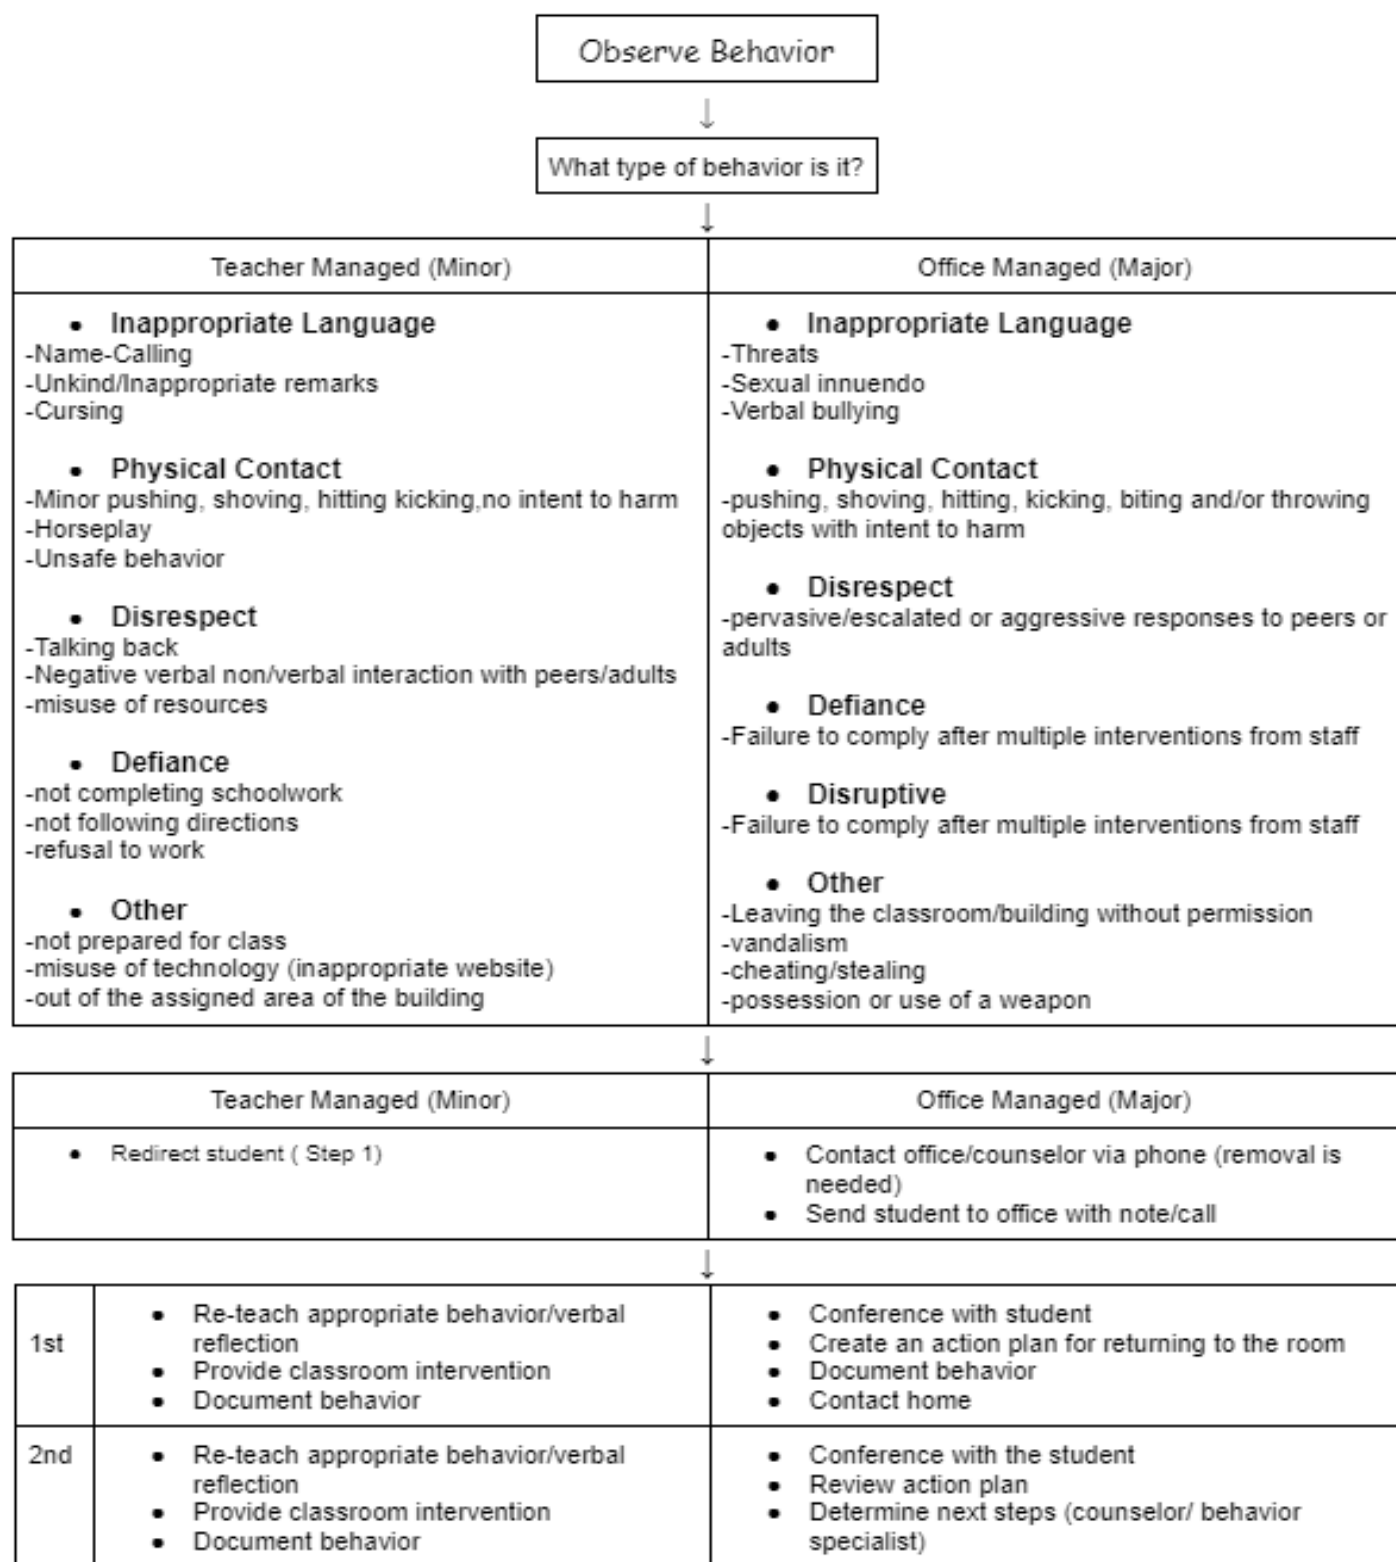 Observe Behavior
↓
What type of behavior is it?
↓
Teacher Managed (Minor)
● Inappropriate Language
-Name-Calling
-Unkind/Inappropriate remarks
-Cursing
● Physical Contact
-Minor pushing, shoving, hitting kicking,no intent to harm
-Horseplay
-Unsafe behavior
● Disrespect
-Talking back
-Negative verbal non/verbal interaction with peers/adults
-misuse of resources
● Defiance
-not completing schoolwork
-not following directions
-refusal to work
● Other
-not prepared for class
-misuse of technology (inappropriate website)
-out of the assigned area of the building
Office Managed (Major)
● Inappropriate Language
-Threats
-Sexual innuendo
-Verbal bullying
● Physical Contact
-pushing, shoving, hitting, kicking, biting and/or throwing
objects with intent to harm
● Disrespect
-pervasive/escalated or aggressive responses to peers or
adults
● Defiance
-Failure to comply after multiple interventions from staff
● Disruptive
-Failure to comply after multiple interventions from staff
● Other
-Leaving the classroom/building without permission
-vandalism
-cheating/stealing
-possession or use of a weapon
↓
Teacher Managed (Minor)
● Redirect student ( Step 1)
Office Managed (Major)
● Contact office/counselor via phone (removal is
needed)
● Send student to office with note/call
↓
1st
● Re-teach appropriate behavior/verbal
reflection
● Provide classroom intervention
● Document behavior
● Conference with student
● Create an action plan for returning to the room
● Document behavior
● Contact home
2nd
● Re-teach appropriate behavior/verbal
reflection
● Provide classroom intervention
● Document behavior
● Conference with the student
● Review action plan
● Determine next steps (counselor/ behavior
specialist)